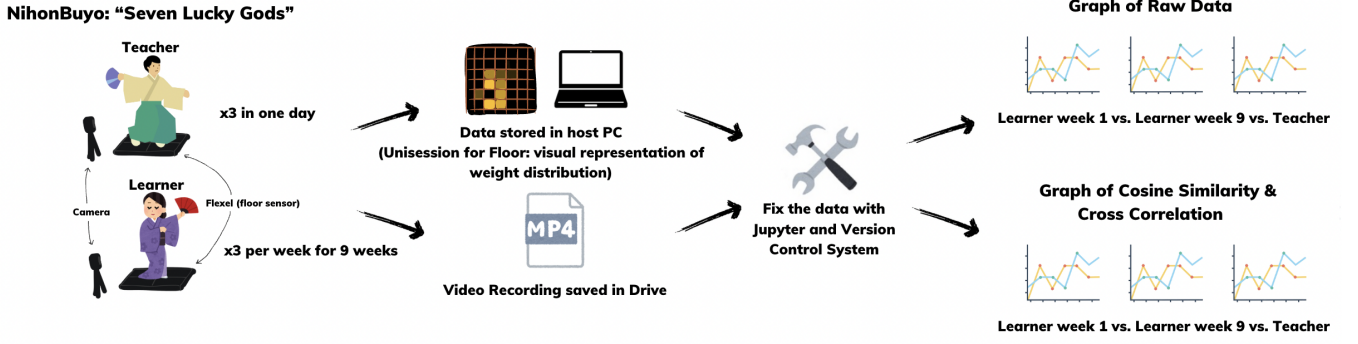 NihonBuyo: “Seven Lucky Gods”
Teacher
x3 in one day
Camera
Learner
Flexel (floor sensor)
x3 per week for 9 weeks
Data stored in host PC
(Unisession for Floor: visual representation of
weight distribution)
MP4
Video Recording saved in Drive
Fix the data with
Jupyter and Version
Control System
Graph of Raw Data
Learner week 1 vs. Learner week 9 vs. Teacher
Graph of Cosine Similarity &
Cross Correlation
Learner week 1 vs. Learner week 9 vs. Teacher